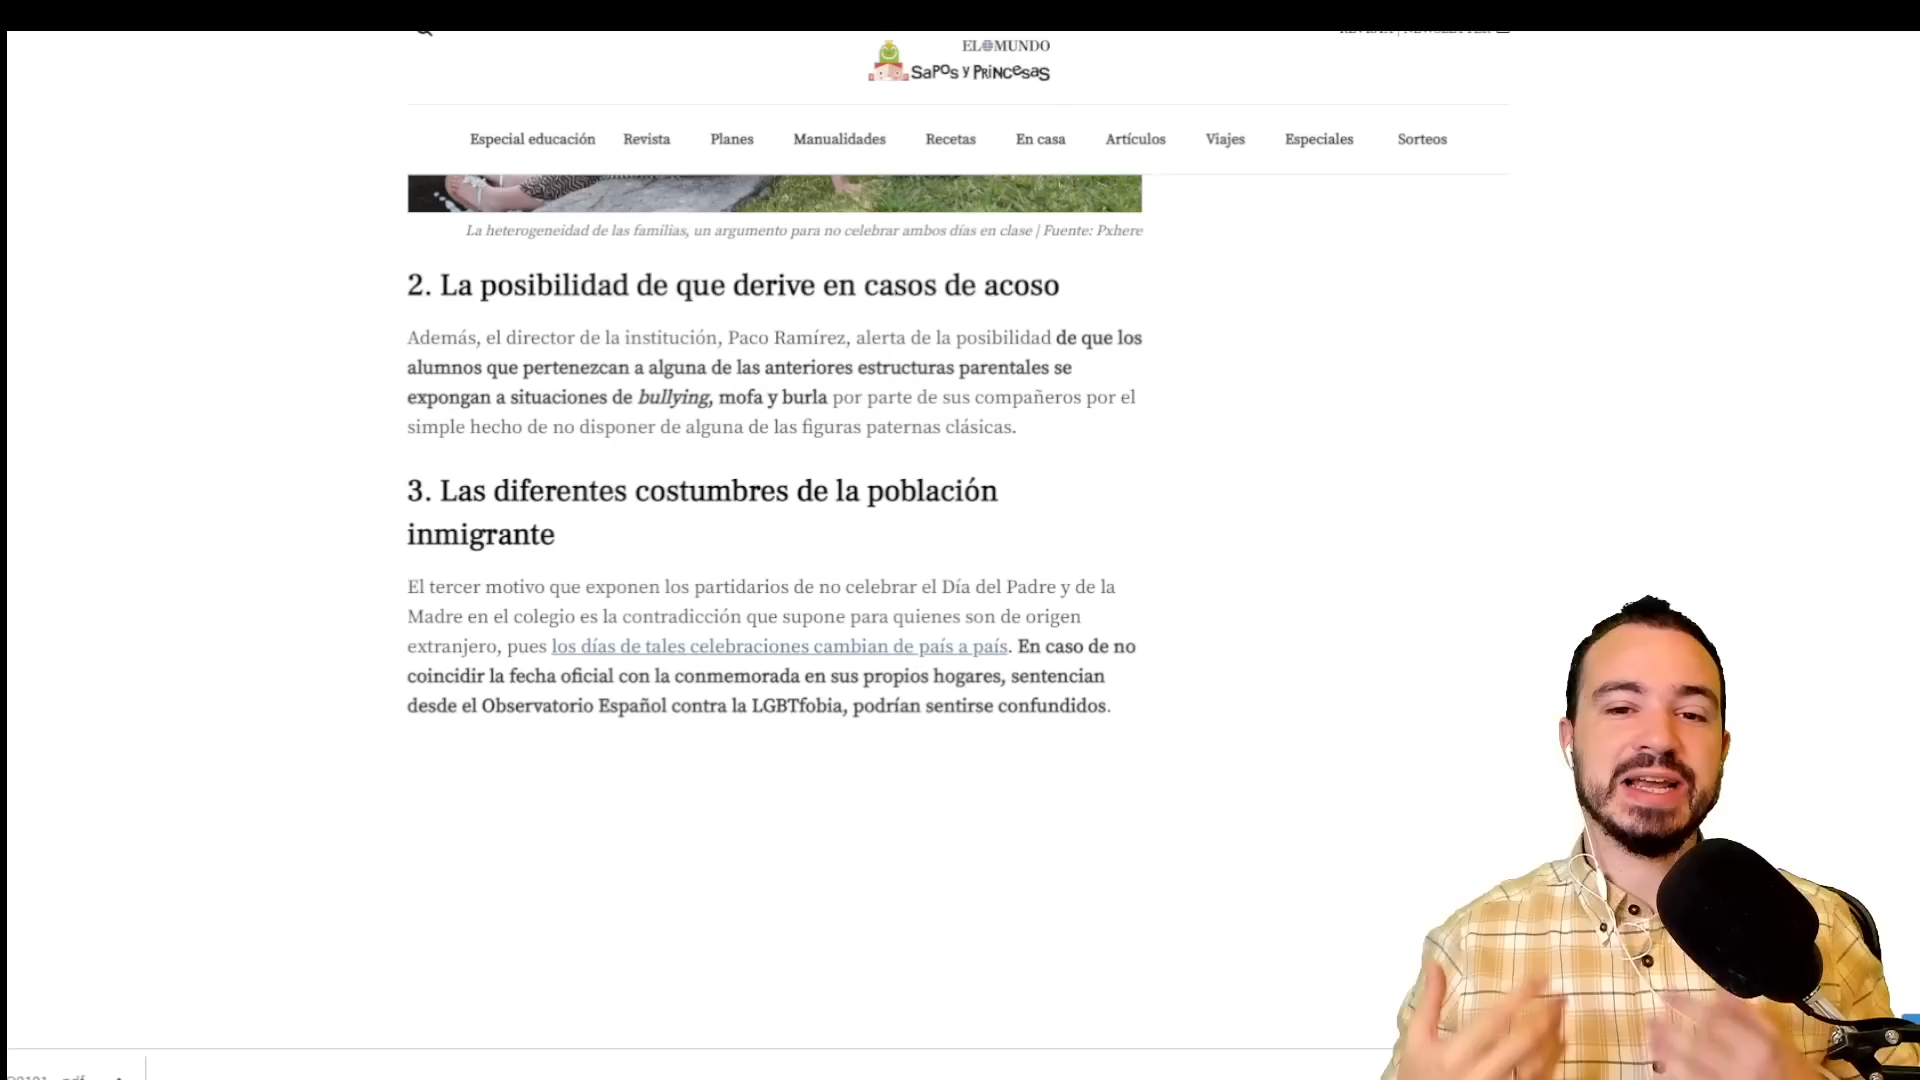 EL MUNDO
SaPOs y PRiNCesas
Especial educación Revista Planes Manualidades Recetas En casa Artículos Viajes Especiales Sorteos
La heterogeneidad de las familias, un argumento para no celebrar ambos días en clase | Fuente: Pxhere
2. La posibilidad de que derive en casos de acoso
Además, el director de la institución, Paco Ramírez, alerta de la posibilidad de que los
alumnos que pertenezcan a alguna de las anteriores estructuras parentales se
expongan a situaciones de bullying, mofa y burla por parte de sus compañeros por el
simple hecho de no disponer de alguna de las figuras paternas clásicas.
3. Las diferentes costumbres de la población
inmigrante
El tercer motivo que exponen los partidarios de no celebrar el Día del Padre y de la
Madre en el colegio es la contradicción que supone para quienes son de origen
extranjero, pues los días de tales celebraciones cambian de país a país. En caso de no
coincidir la fecha oficial con la conmemorada en sus propios hogares, sentencian
desde el Observatorio Español contra la LGBTfobia, podrían sentirse confundidos.